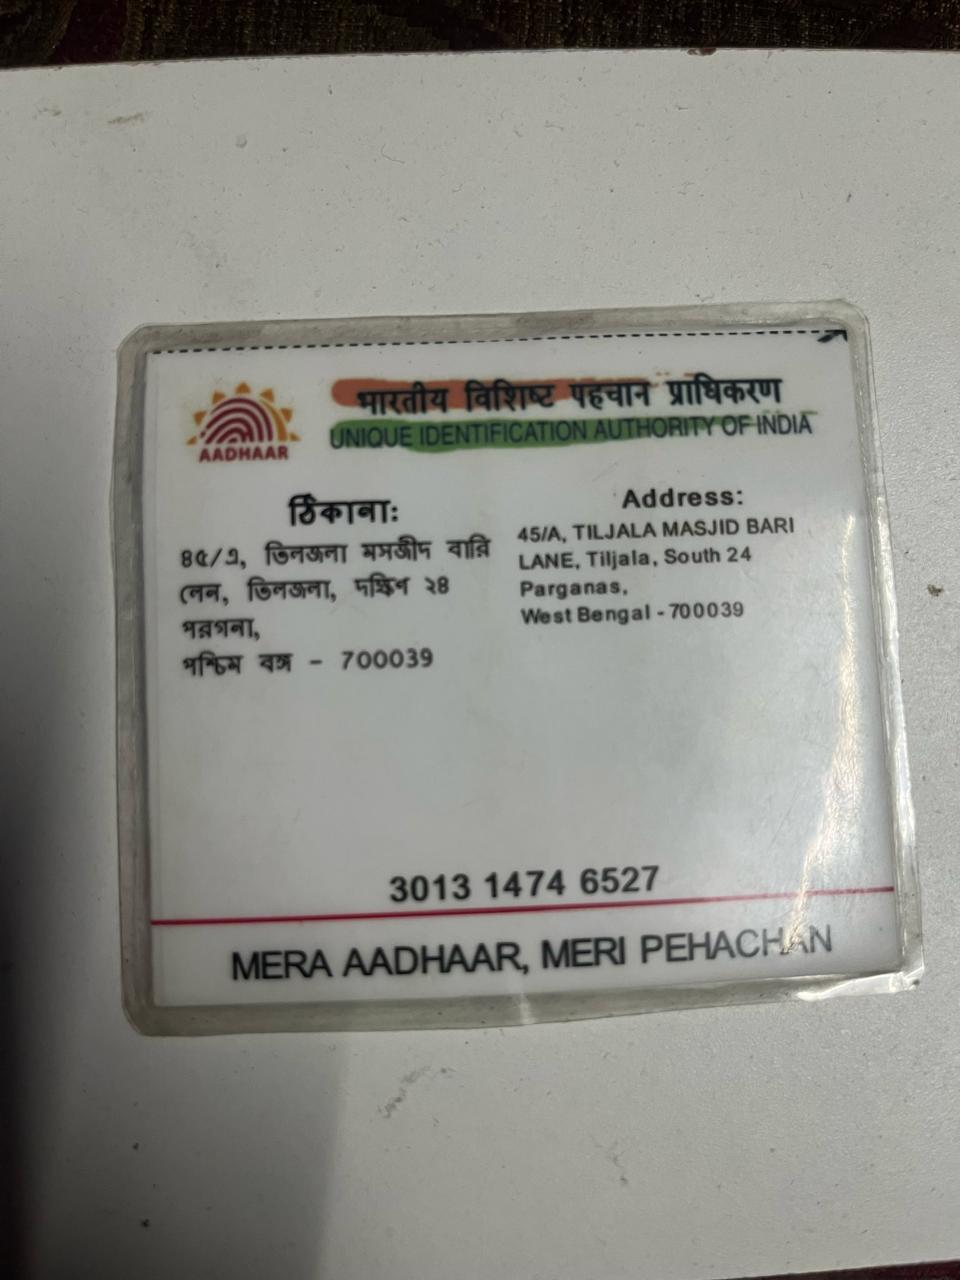 भारतीय विशिष्ट पहचान प्राधिकरण
UNIQUE IDENTIFICATION AUTHORITY OF INDIA
AADHAAR
ঠিকানা:
৪৫/এ, তিলজলা মসজীদ বারি
লেন, তিলজলা, দক্ষিণ ২৪
পরগনা,
পশ্চিম বঙ্গ - 700039
Address:
45/A, TILJALA MASJID BARI
LANE, Tiljala, South 24
Parganas,
West Bengal - 700039
3013 1474 6527
MERA AADHAAR, MERI PEHACHAN